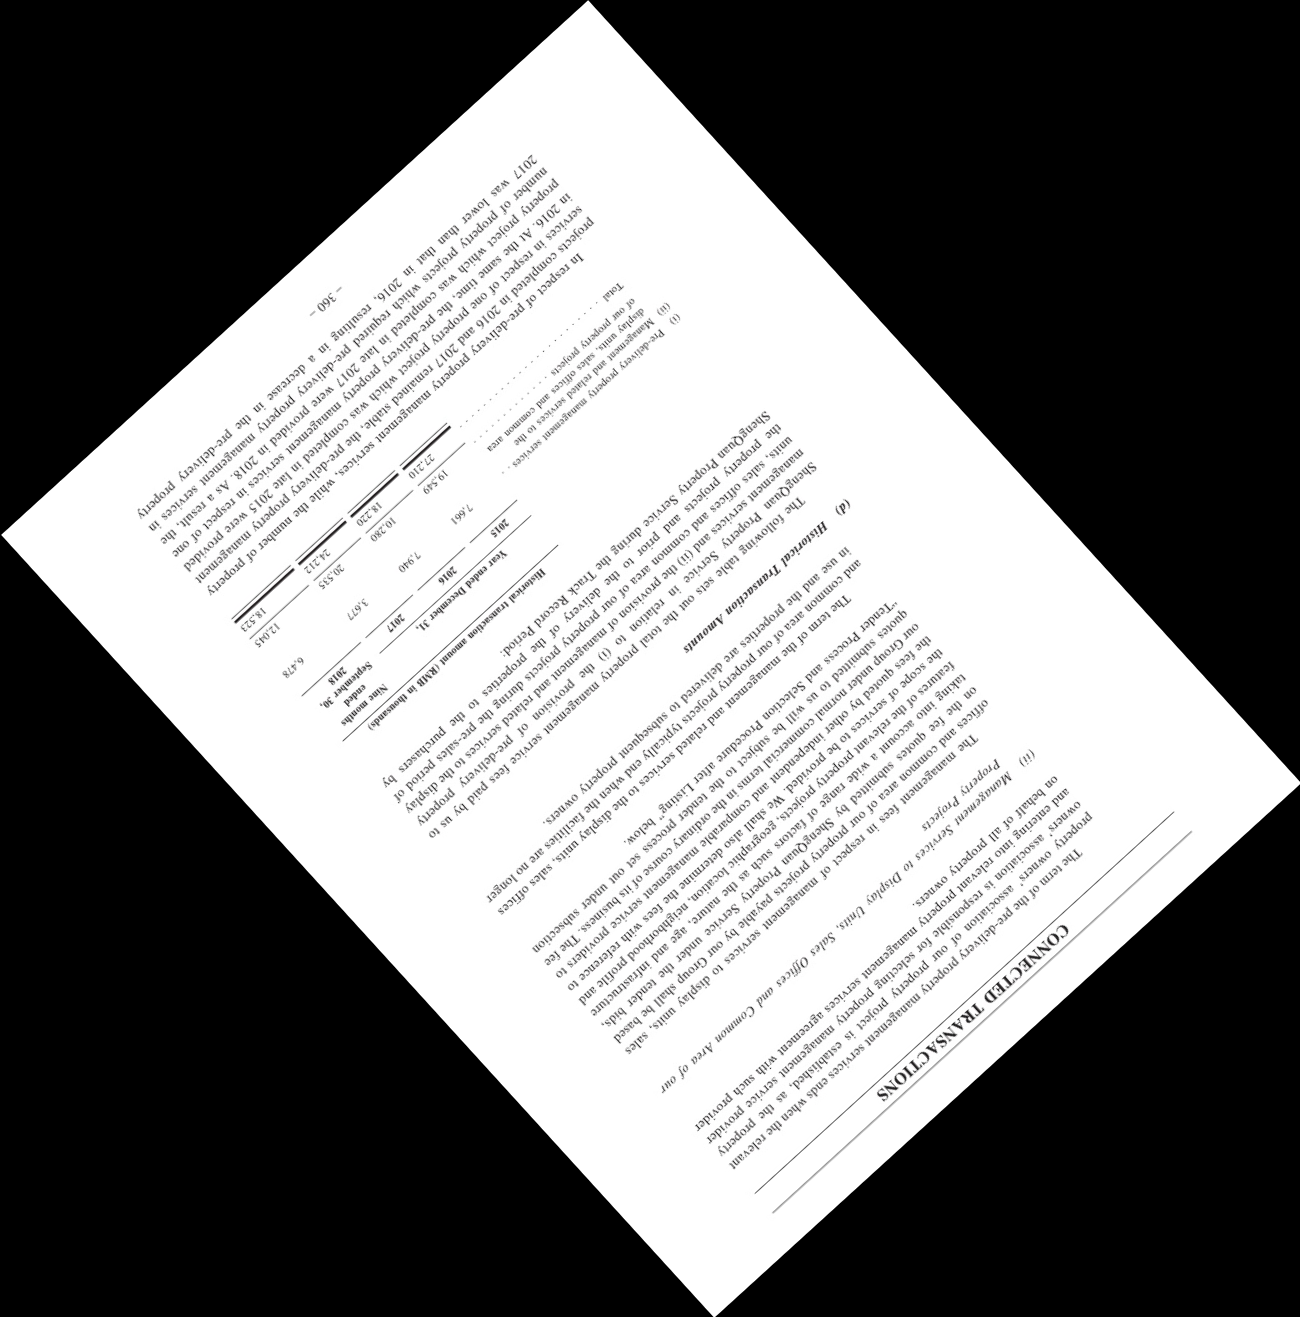 CONNECTED TRANSACTIONS
The term of the pre-delivery property management services ends when the relevant
property owners' association of our property project is established, as the property
owners' association is responsible for selecting property management service provider
and entering into relevant property management services agreement with such provider
on behalf of all property owners.
(ii) Management Services to Display Units, Sales Offices and Common Area of our
Property Projects
The management fees in respect of management services to display units, sales
offices and common area of our property projects payable by our Group shall be based
on the fee quotes submitted by ShengQuan Property Service under the tender bids,
taking into account a wide range of factors such as the nature, age and infrastructure
features of the relevant property projects, geographic location, neighborhood profile and
the scope of services to be provided. We shall also determine the fees with reference to
the fees quoted by other independent and comparable management service providers to
our Group under normal commercial terms in the ordinary course of its business. The fee
quotes submitted to us will be subject to the tender process set out under subsection
"Tender Process and Selection Procedure after Listing" below.
The term of the management and related services to the display units, sales offices
and common area of our property projects typically end when the facilities are no longer
in use and the properties are delivered to subsequent property owners.
(d) Historical Transaction Amounts
The following table sets out the total property management service fees paid by us to
ShengQuan Property Service in relation to (i) the provision of pre-delivery property
management services and (ii) the provision of management and related services to the display
units, sales offices and common area of our property projects during the pre-sales period of
the property projects and prior to the delivery of the properties to the purchasers by
ShengQuan Property Service during the Track Record Period:
Historical transaction amount (RMB in thousands)
Nine months
ended
Year ended December 31, September 30,
2015 2016 2017 2018
(i) Pre-delivery property management services . . 7,661 7,940 3,677 6,478
(ii) Management and related services to the
display units, sales offices and common area
of our property projects . . . . . . . . . . 19,549 10,280 20,535 12,045
Total . . . . . . . . . . . . . . . . . . . . 27,210 18,220 24,212 18,523
In respect of pre-delivery property management services, while the number of property
projects completed in 2016 and 2017 remained stable, the pre-delivery property management
services in respect of one of property project which was completed in late 2015 were provided
in 2016. At the same time, the pre-delivery property management services in respect of one
property project which was completed in late 2017 were provided in 2018. As a result, the
number of property projects which required pre-delivery property management services in
2017 was lower than that in 2016, resulting in a decrease in the pre-delivery property
– 360 –